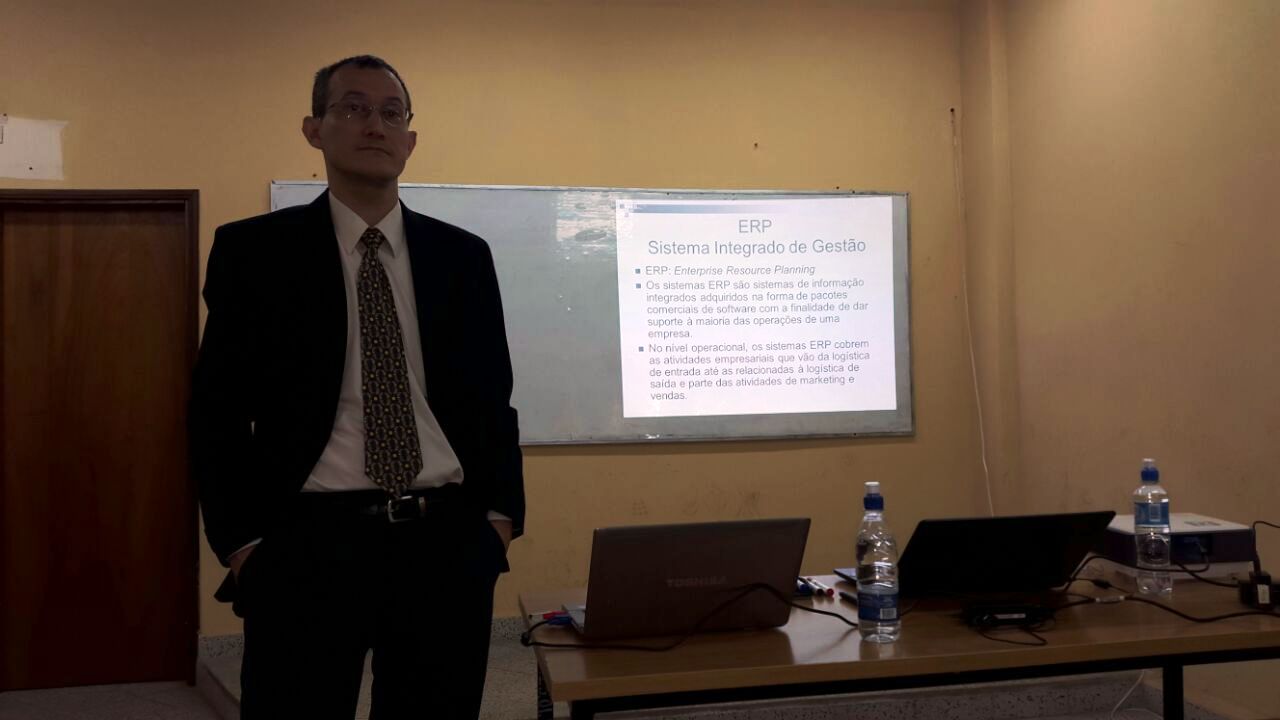 ERP
Sistema Integrado de Gestão
ERP: Enterprise Resource Planning
Os sistemas ERP são sistemas de informação
integrados adquiridos na forma de pacotes
comerciais de software com a finalidade de dar
suporte à maioria das operações de uma
empresa.
No nível operacional, os sistemas ERP cobrem
as atividades empresariais que vão da logística
de entrada até as relacionadas à logística de
saída e parte das atividades de marketing e
vendas.
TOSHIBA